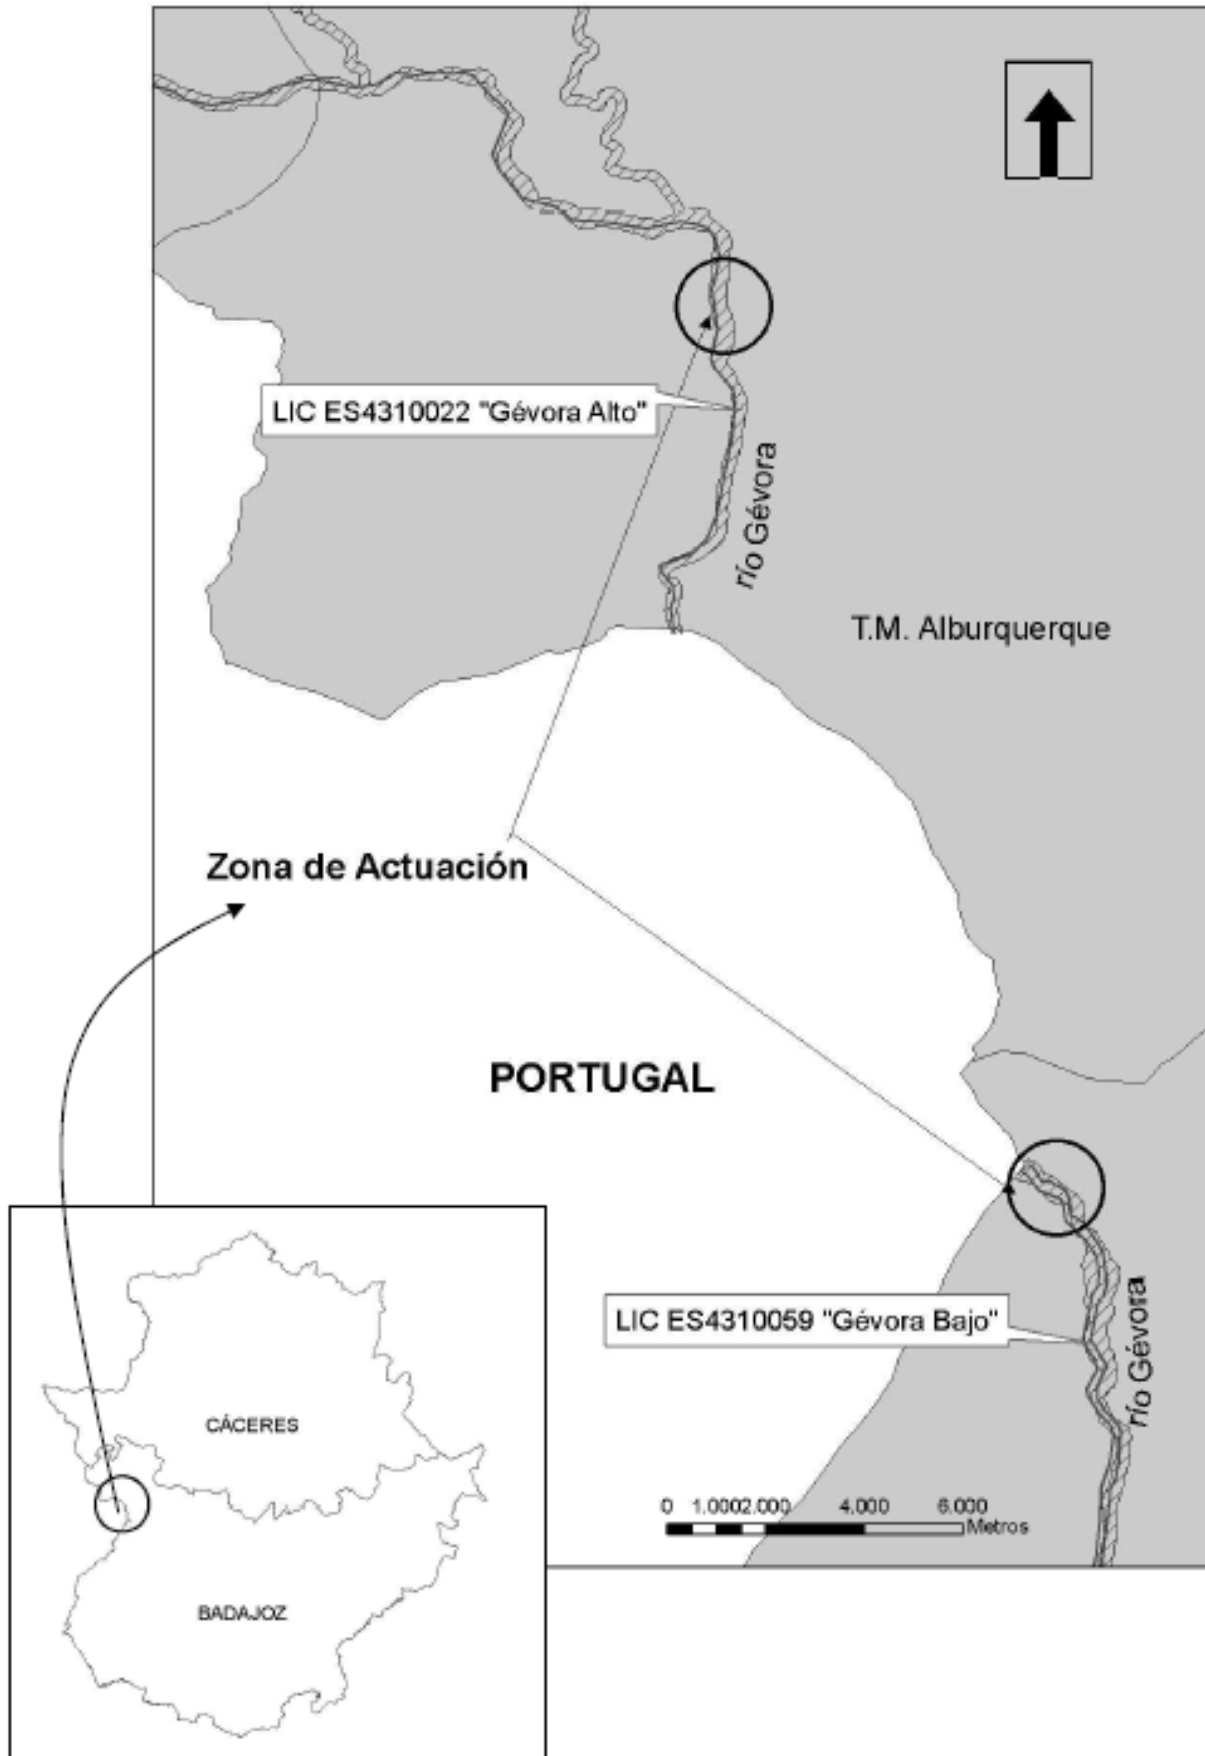 LIC ES4310022 "Gévora Alto"
río Gévora
T.M. Alburquerque
Zona de Actuación
PORTUGAL
LIC ES4310059 "Gévora Bajo"
río Gévora
0 1.0002.000 4.000 6.000
Metros
CÁCERES
BADAJOZ